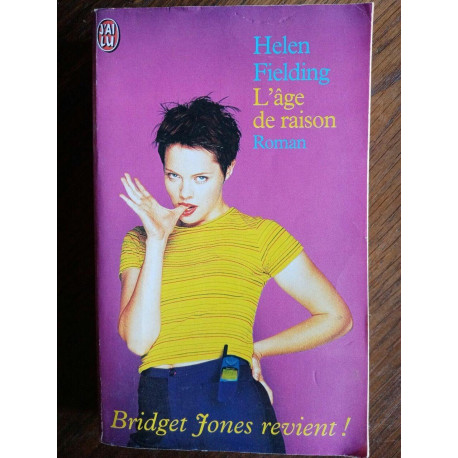 J'AI
LU
Helen
Fielding
L'âge
de raison
Roman
Bridget Jones revient !